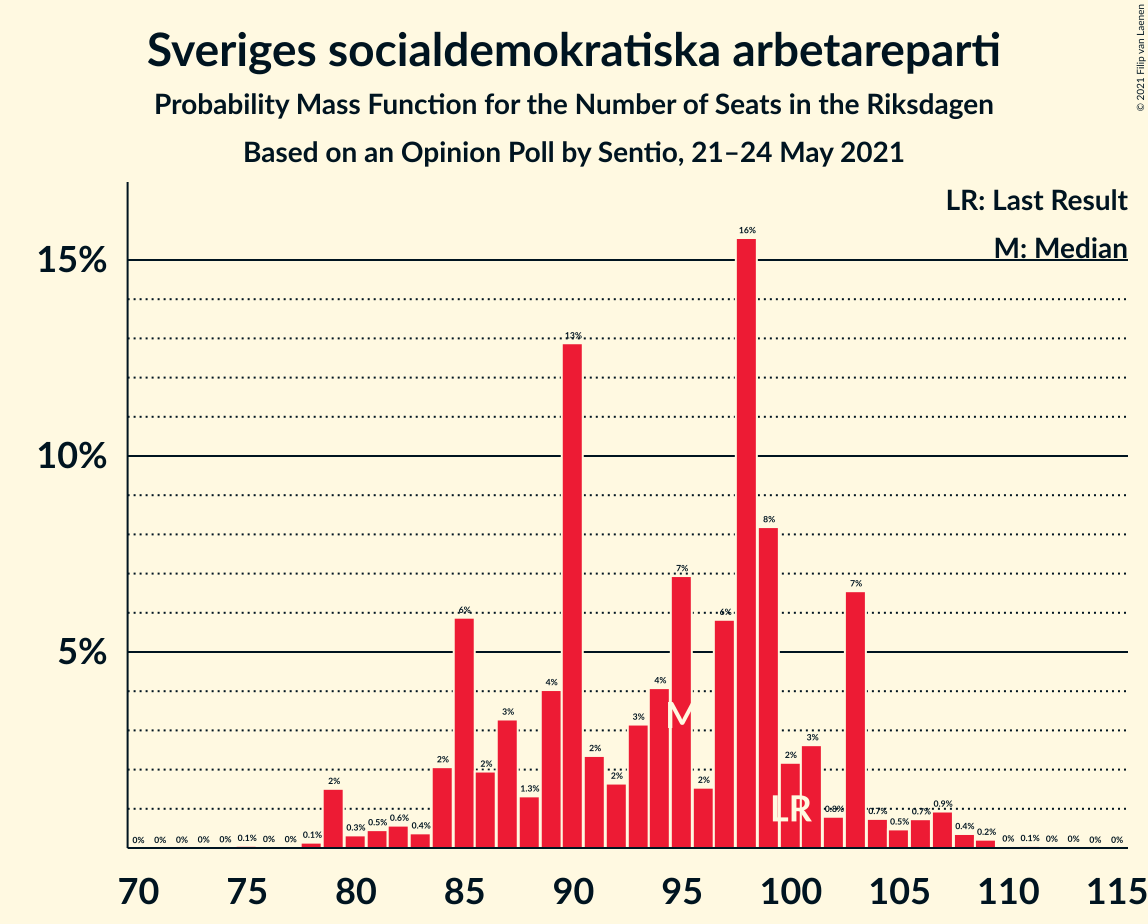 Sveriges socialdemokratiska arbetareparti
Probability Mass Function for the Number of Seats in the Riksdagen
Based on an Opinion Poll by Sentio, 21–24 May 2021
© 2021 Filip van Laenen
LR: Last Result
M: Median
15%
10%
5%
0% 0% 0% 0% 0% 0.1% 0% 0% 0.1% 2% 0.3% 0.5% 0.6% 0.4% 2% 6% 2% 3% 1.3% 4% 13% 2% 2% 3% 4% 7% 2% 6% 16% 8% 2% 3% 0.8% 7% 0.7% 0.5% 0.7% 0.9% 0.4% 0.2% 0% 0.1% 0% 0% 0% 0%
M
LR
70 75 80 85 90 95 100 105 110 115